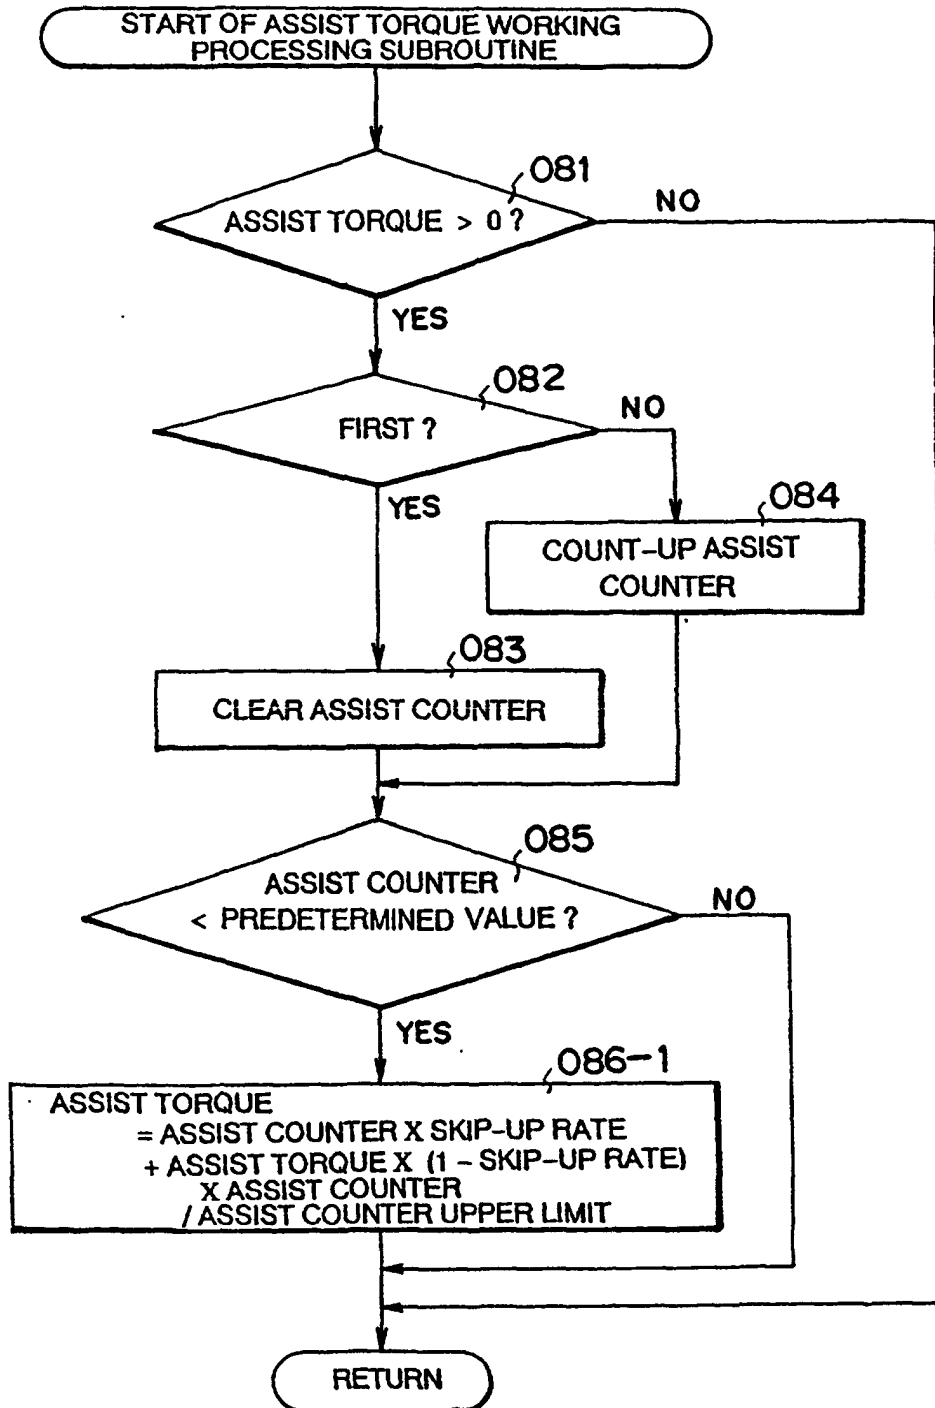 START OF ASSIST TORQUE WORKING
PROCESSING SUBROUTINE
081
ASSIST TORQUE > 0 ?
NO
YES
082
FIRST ?
NO
YES
084
COUNT-UP ASSIST
COUNTER
083
CLEAR ASSIST COUNTER
085
ASSIST COUNTER
< PREDETERMINED VALUE ?
NO
YES
086-1
ASSIST TORQUE
= ASSIST COUNTER X SKIP-UP RATE
+ ASSIST TORQUE X (1 - SKIP-UP RATE)
X ASSIST COUNTER
/ ASSIST COUNTER UPPER LIMIT
RETURN